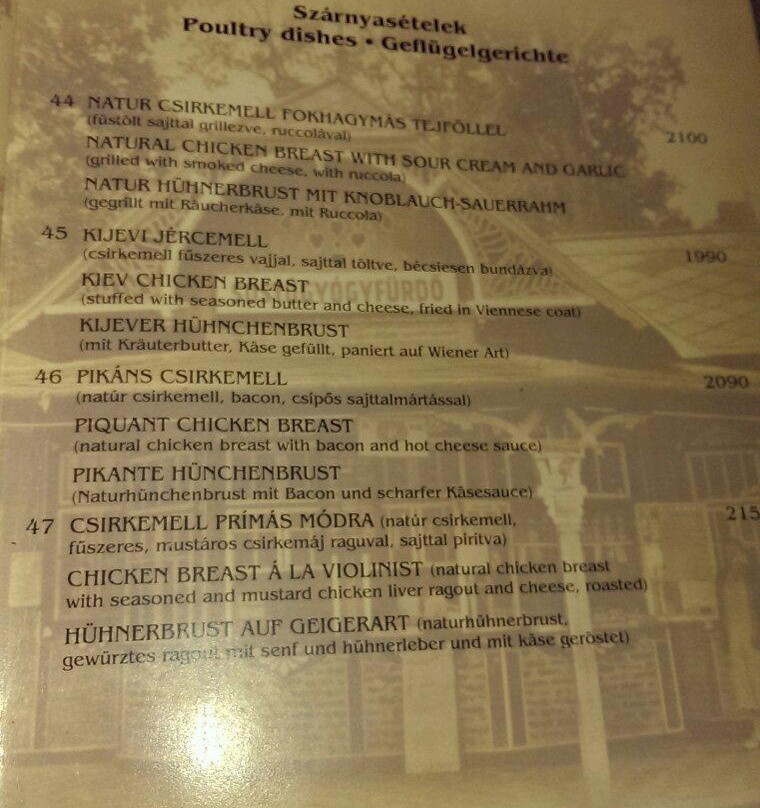 Szárnyasételek
Poultry dishes • Geflügelgerichte
44 NATUR CSIRKEMELL FOKHAGYMÁS TEJFÖLLEL 2100
(füstölt sajttal grillezve, ruccolával)
NATURAL CHICKEN BREAST WITH SOUR CREAM AND GARLIC
(grilled with smoked cheese, with ruccola)
NATUR HÜHNERBRUST MIT KNOBLAUCH-SAUERRAHM
(gegrillt mit Räucherkäse, mit Ruccola)
45 KIJEVI JÉRCEMELL 1990
(csirkemell fűszeres vajjal, sajttal töltve, bécsiesen bundázva)
KIEV CHICKEN BREAST
(stuffed with seasoned butter and cheese, fried in Viennese coat)
GYÓGYFÜRDŐ
KIJEVER HÜHNCHENBRUST
(mit Kräuterbutter, Käse gefüllt, paniert auf Wiener Art)
46 PIKÁNS CSIRKEMELL 2090
(natúr csirkemell, bacon, csípős sajttalmártással)
PIQUANT CHICKEN BREAST
(natural chicken breast with bacon and hot cheese sauce)
PIKANTE HÜNCHENBRUST
(Naturhünchenbrust mit Bacon und scharfer Käsesauce)
47 CSIRKEMELL PRÍMÁS MÓDRA (natúr csirkemell, 215
fűszeres, mustáros csirkemáj raguval, sajttal pirítva)
CHICKEN BREAST Á LA VIOLINIST (natural chicken breast
with seasoned and mustard chicken liver ragout and cheese, roasted)
HÜHNERBRUST AUF GEIGERART (naturhühnerbrust,
gewürztes ragout mit senf und hühnerleber und mit käse geröstet)